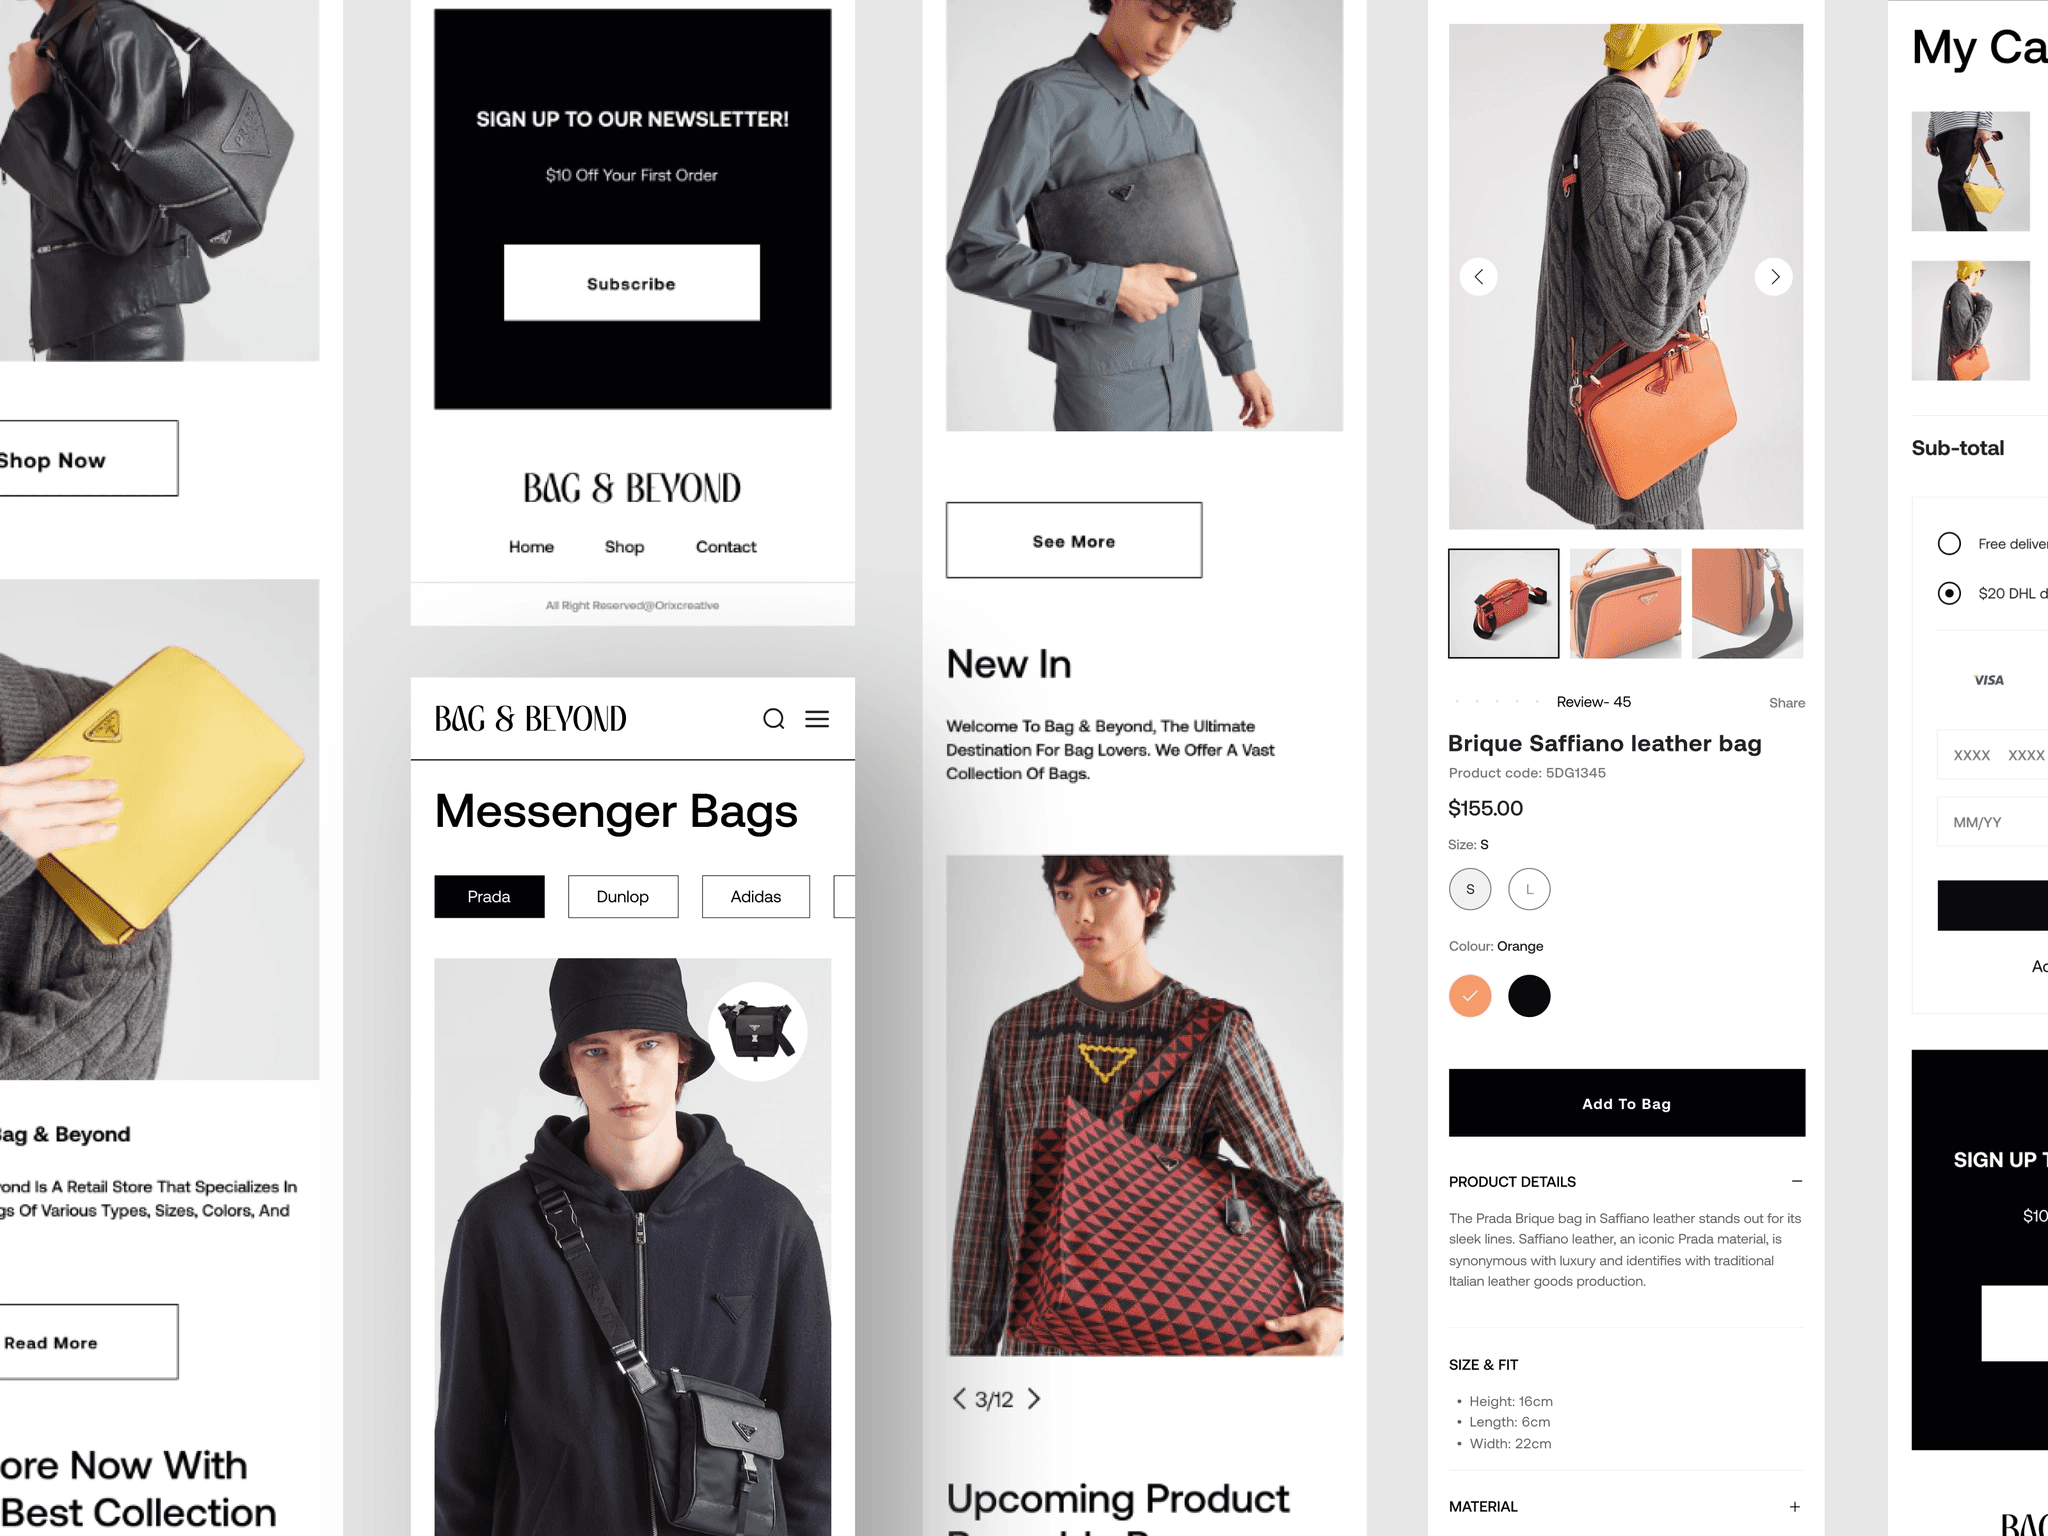 PRADA
Shop Now
Bag & Beyond
ond Is A Retail Store That Specializes In
gs Of Various Types, Sizes, Colors, And
Read More
ore Now With
Best Collection
SIGN UP TO OUR NEWSLETTER!
$10 Off Your First Order
Subscribe
BAG & BEYOND
Home Shop Contact
All Right Reserved@Orixcreative
BAG & BEYOND
Messenger Bags
Prada Dunlop Adidas
See More
New In
Welcome To Bag & Beyond, The Ultimate
Destination For Bag Lovers. We Offer A Vast
Collection Of Bags.
3/12
Upcoming Product
Review- 45 Share
Brique Saffiano leather bag
Product code: 5DG1345
$155.00
Size: S
S L
Colour: Orange
Add To Bag
PRODUCT DETAILS −
The Prada Brique bag in Saffiano leather stands out for its
sleek lines. Saffiano leather, an iconic Prada material, is
synonymous with luxury and identifies with traditional
Italian leather goods production.
SIZE & FIT
• Height: 16cm
• Length: 6cm
• Width: 22cm
MATERIAL +
My Ca
Sub-total
Free deliver
$20 DHL d
VISA
XXXX XXXX
MM/YY
Ac
SIGN UP T
$10
BAG